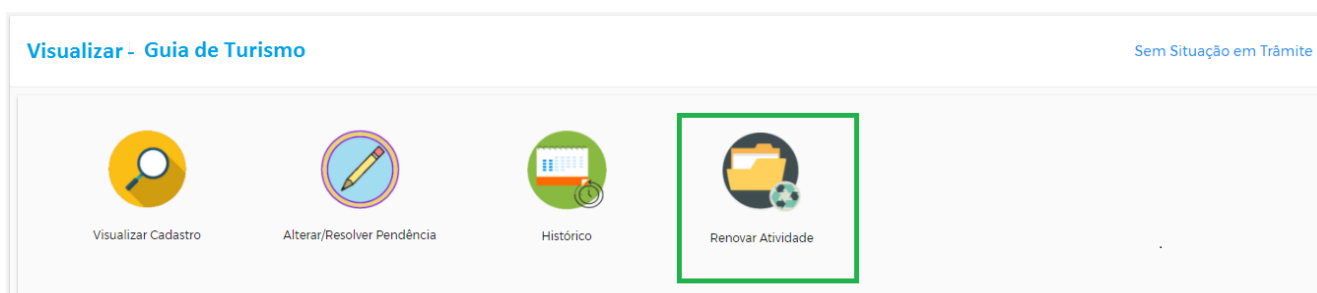 Visualizar - Guia de Turismo
Sem Situação em Trâmite
Visualizar Cadastro
Alterar/Resolver Pendência
Histórico
Renovar Atividade
.